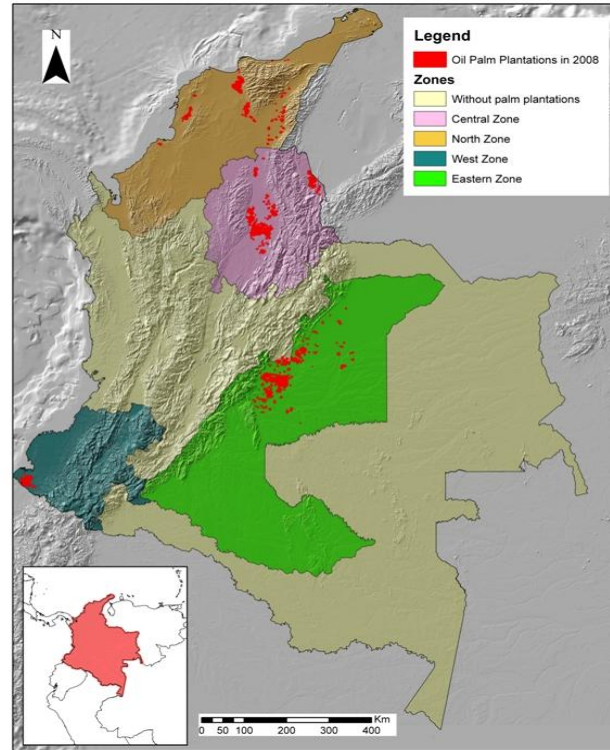 N
Legend
Oil Palm Plantations in 2008
Zones
Without palm plantations
Central Zone
North Zone
West Zone
Eastern Zone
Km
0 50 100 200 300 400